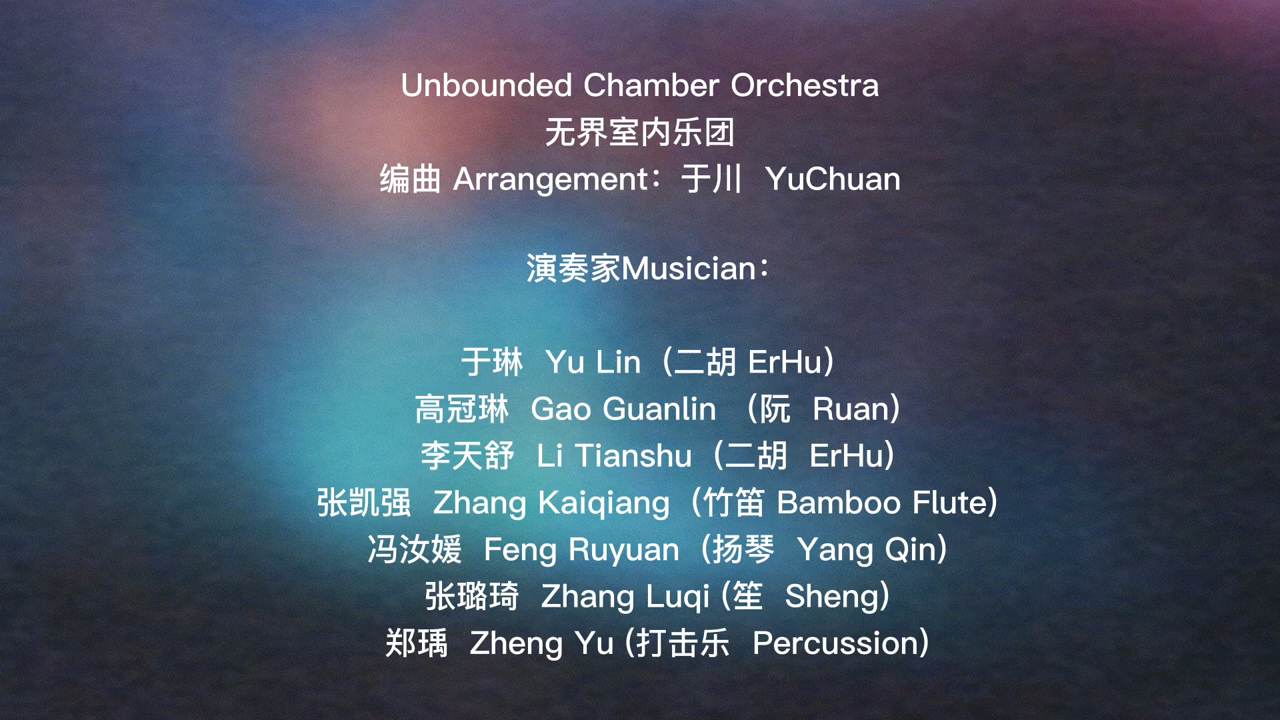 Unbounded Chamber Orchestra
无界室内乐团
编曲 Arrangement：于川  YuChuan
演奏家Musician：
于琳  Yu Lin（二胡 ErHu）
高冠琳  Gao Guanlin （阮  Ruan）
李天舒  Li Tianshu（二胡  ErHu）
张凯强  Zhang Kaiqiang（竹笛 Bamboo Flute）
冯汝媛  Feng Ruyuan（扬琴  Yang Qin）
张璐琦  Zhang Luqi (笙  Sheng）
郑瑀  Zheng Yu (打击乐  Percussion）